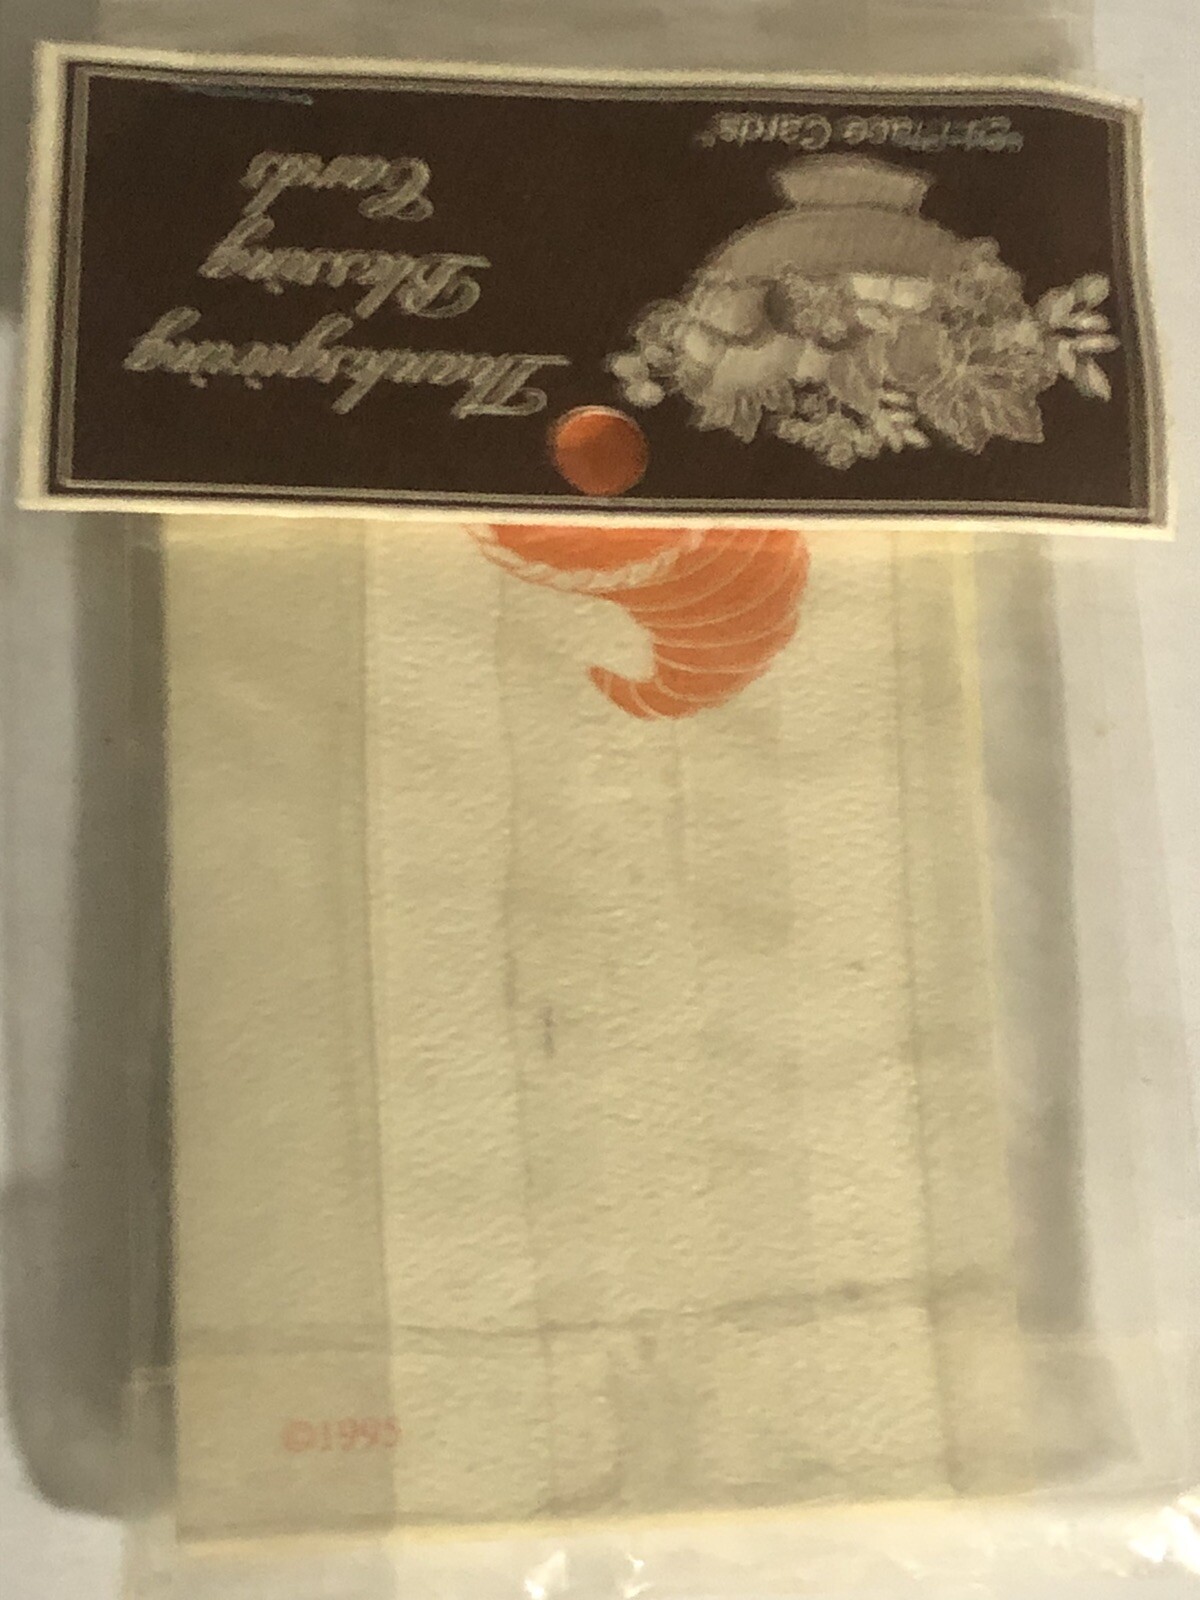 Thanksgiving
Blessing
Cards
Place Cards"
©1995